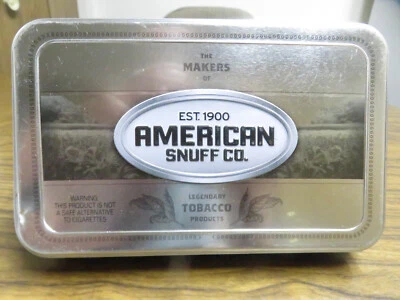 THE
MAKERS
OF
EST. 1900
AMERICAN
SNUFF CO.
WARNING:
THIS PRODUCT IS NOT
A SAFE ALTERNATIVE
TO CIGARETTES
LEGENDARY
TOBACCO
PRODUCTS